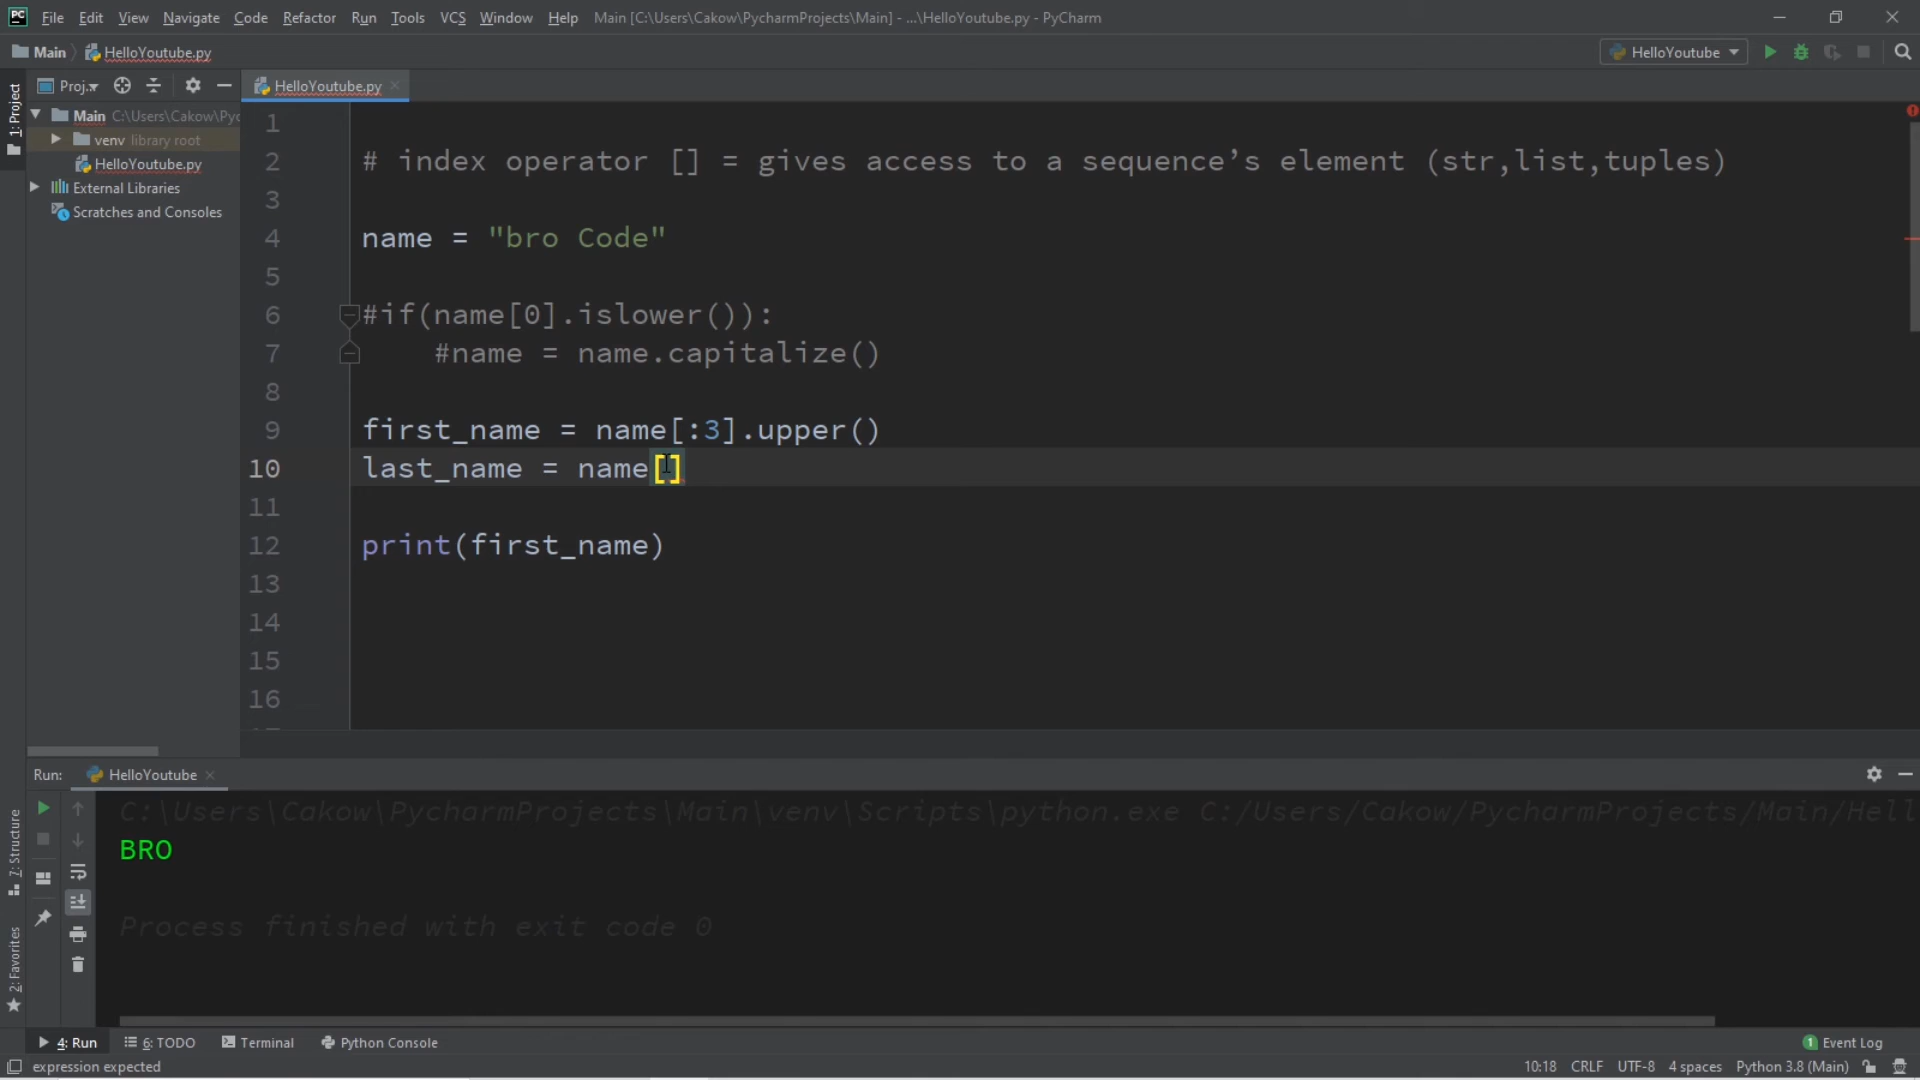 File Edit View Navigate Code Refactor Run Tools VCS Window Help Main [C:\Users\Cakow\PycharmProjects\Main] - ...\HelloYoutube.py - PyCharm
Main HelloYoutube.py HelloYoutube
Proj... HelloYoutube.py
1: Project
Main C:\Users\Cakow\Pyc
venv library root
HelloYoutube.py
External Libraries
Scratches and Consoles
1
2 # index operator [] = gives access to a sequence’s element (str,list,tuples)
3
4 name = "bro Code"
5
6 #if(name[0].islower()):
7 #name = name.capitalize()
8
9 first_name = name[:3].upper()
10 last_name = name[]
11
12 print(first_name)
13
14
15
16
Run: HelloYoutube
C:\Users\Cakow\PycharmProjects\Main\venv\Scripts\python.exe C:/Users/Cakow/PycharmProjects/Main/Hell
BRO
Process finished with exit code 0
7: Structure
2: Favorites
4: Run 6: TODO Terminal Python Console 1 Event Log
expression expected 10:18 CRLF UTF-8 4 spaces Python 3.8 (Main)